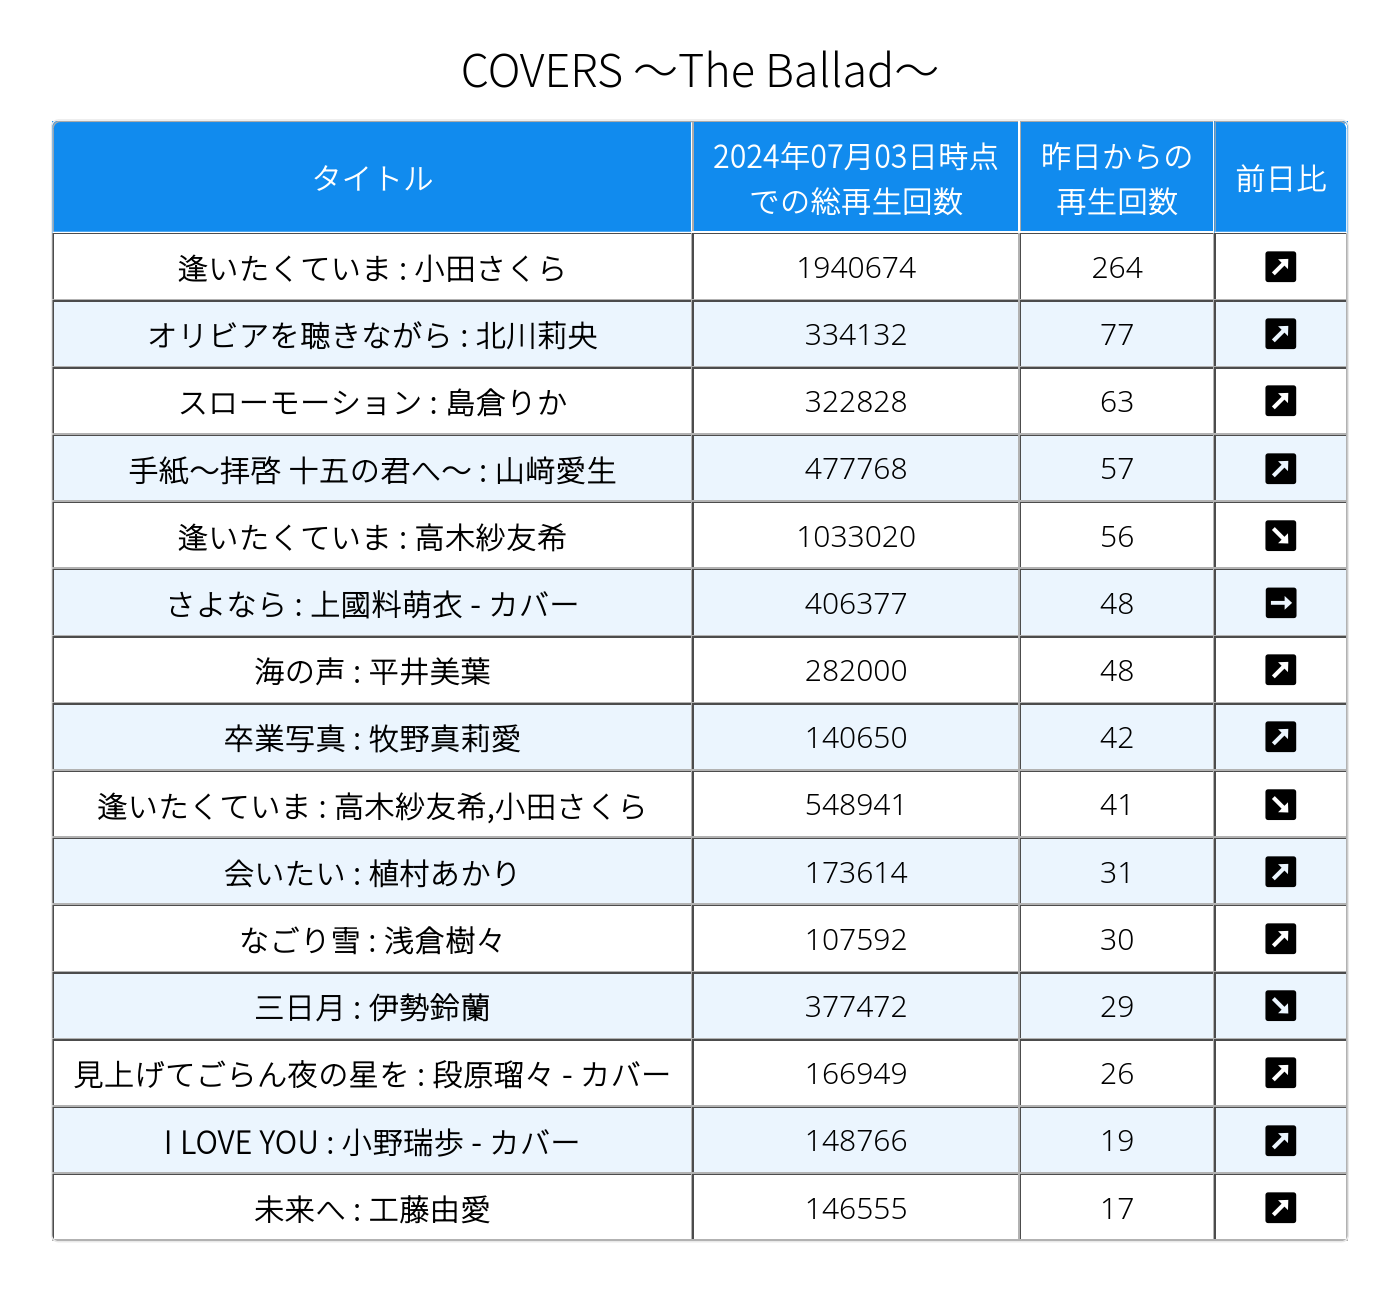 COVERS ～The Ballad～
タイトル 2024年07月03日時点での総再生回数 昨日からの再生回数 前日比
逢いたくていま : 小田さくら 1940674 264 ↗
オリビアを聴きながら : 北川莉央 334132 77 ↗
スローモーション : 島倉りか 322828 63 ↗
手紙～拝啓 十五の君へ～ : 山﨑愛生 477768 57 ↗
逢いたくていま : 高木紗友希 1033020 56 ↘
さよなら : 上國料萌衣 - カバー 406377 48 →
海の声 : 平井美葉 282000 48 ↗
卒業写真 : 牧野真莉愛 140650 42 ↗
逢いたくていま : 高木紗友希,小田さくら 548941 41 ↘
会いたい : 植村あかり 173614 31 ↗
なごり雪 : 浅倉樹々 107592 30 ↗
三日月 : 伊勢鈴蘭 377472 29 ↘
見上げてごらん夜の星を : 段原瑠々 - カバー 166949 26 ↗
I LOVE YOU : 小野瑞歩 - カバー 148766 19 ↗
未来へ : 工藤由愛 146555 17 ↗